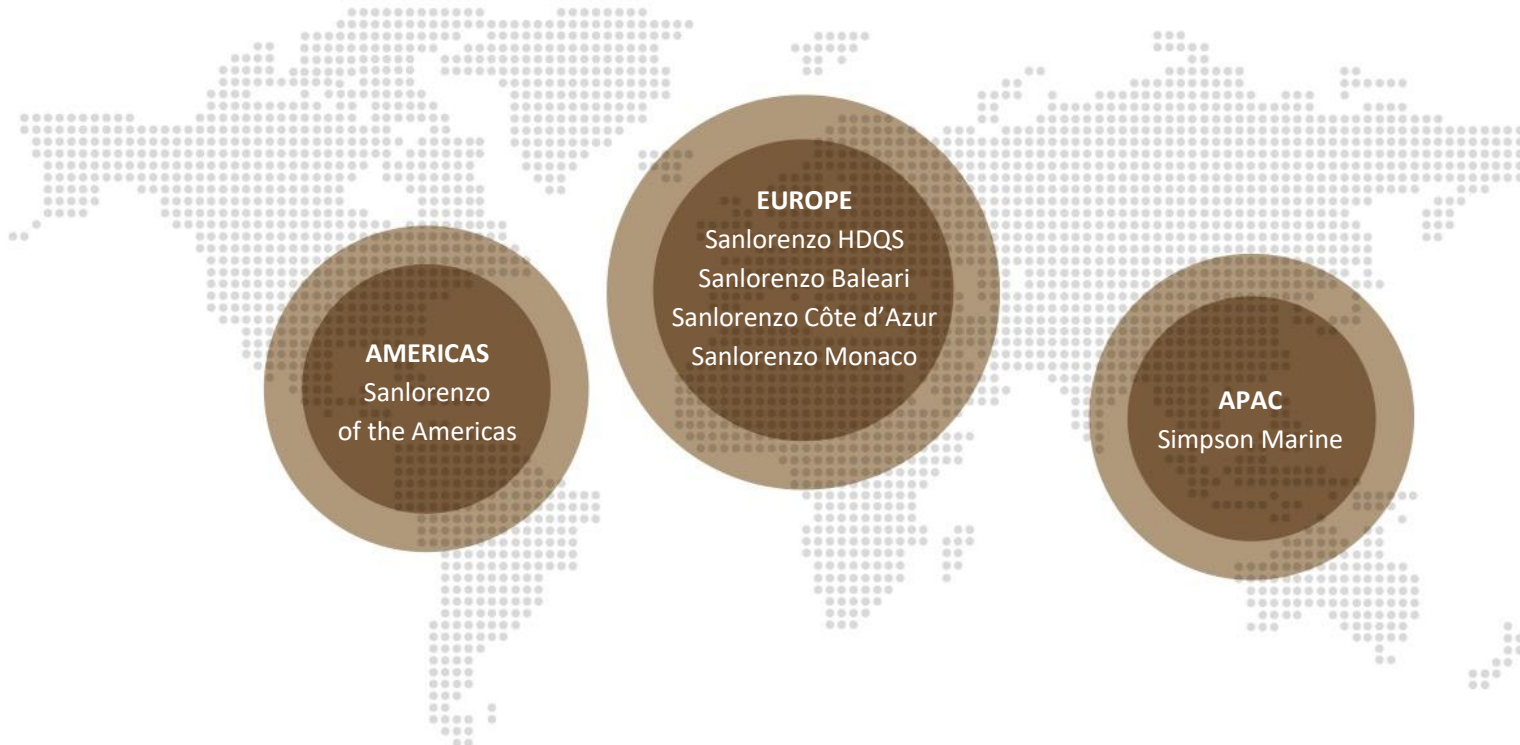 AMERICAS
Sanlorenzo
of the Americas
EUROPE
Sanlorenzo HDQS
Sanlorenzo Baleari
Sanlorenzo Côte d’Azur
Sanlorenzo Monaco
APAC
Simpson Marine